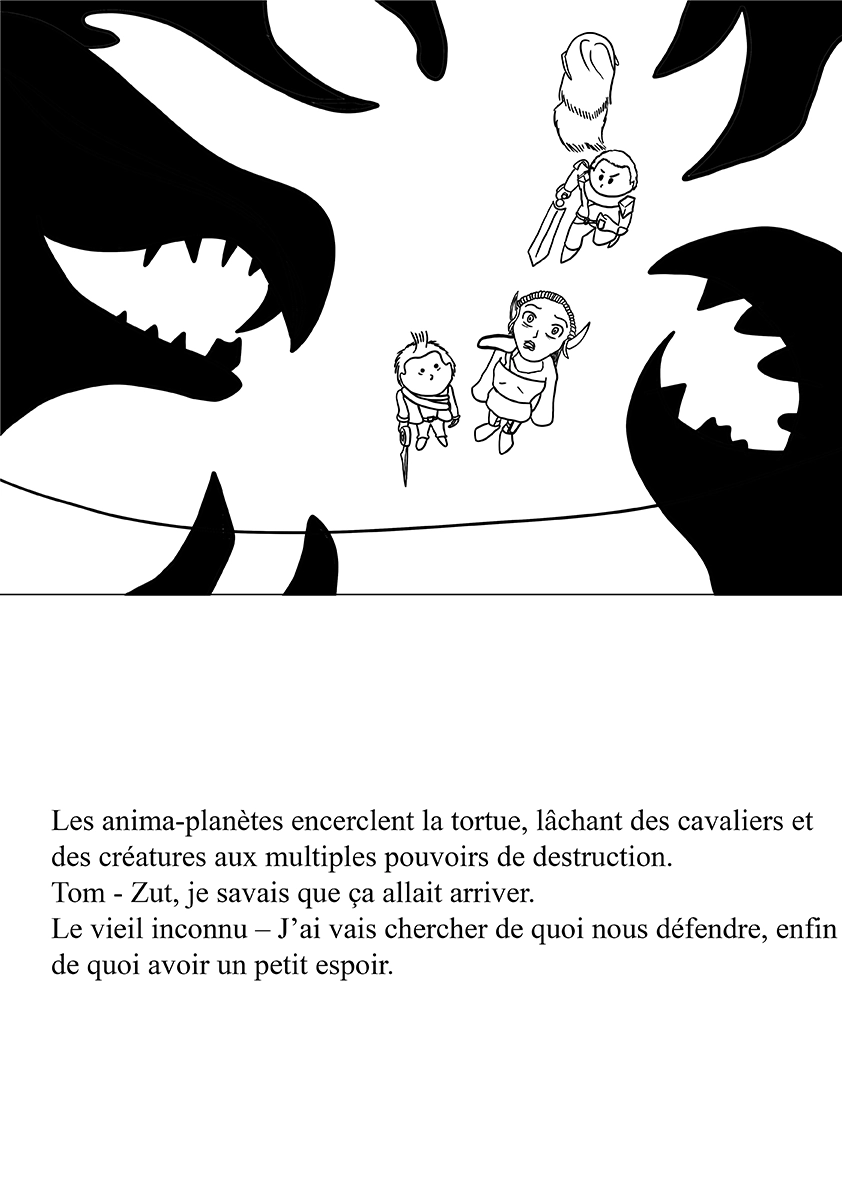 Les anima-planètes encerclent la tortue, lâchant des cavaliers et
des créatures aux multiples pouvoirs de destruction.
Tom - Zut, je savais que ça allait arriver.
Le vieil inconnu – J’ai vais chercher de quoi nous défendre, enfin
de quoi avoir un petit espoir.